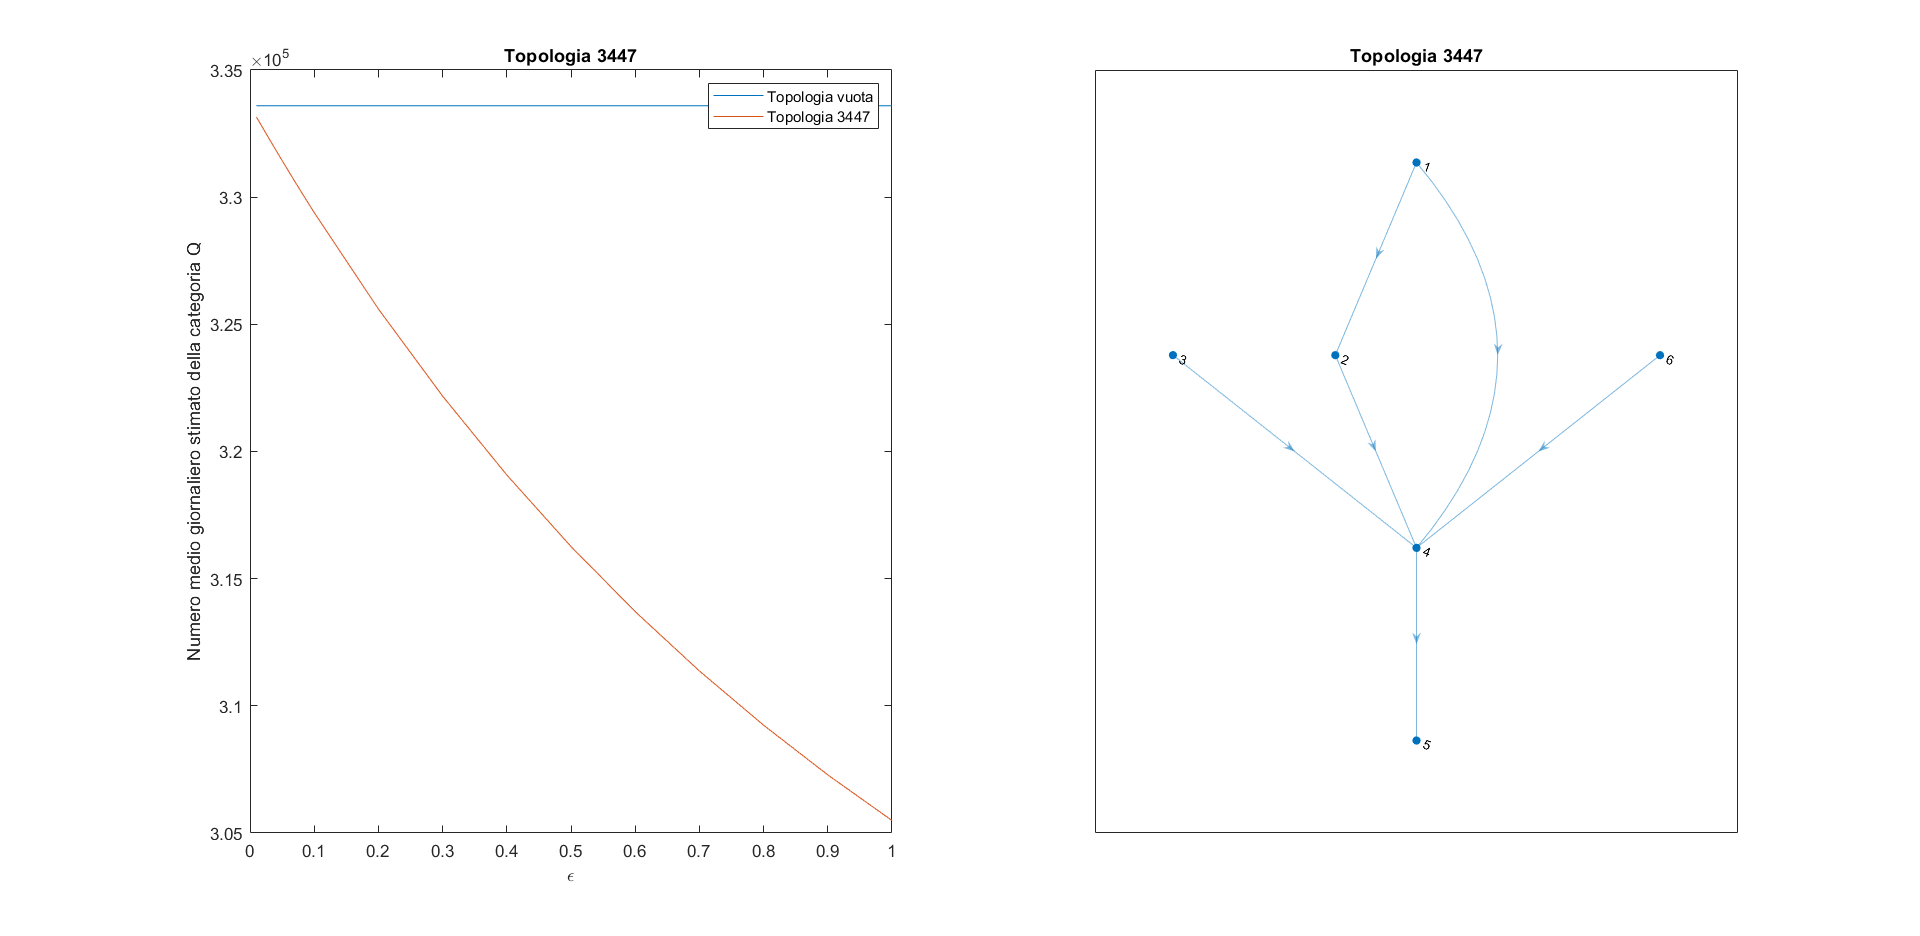 Topologia 3447
×10⁵
3.35
3.3
3.25
3.2
3.15
3.1
3.05
0 0.1 0.2 0.3 0.4 0.5 0.6 0.7 0.8 0.9 1
ϵ
Numero medio giornaliero stimato della categoria Q
Topologia vuota
Topologia 3447
Topologia 3447
1
3 2 6
4
5